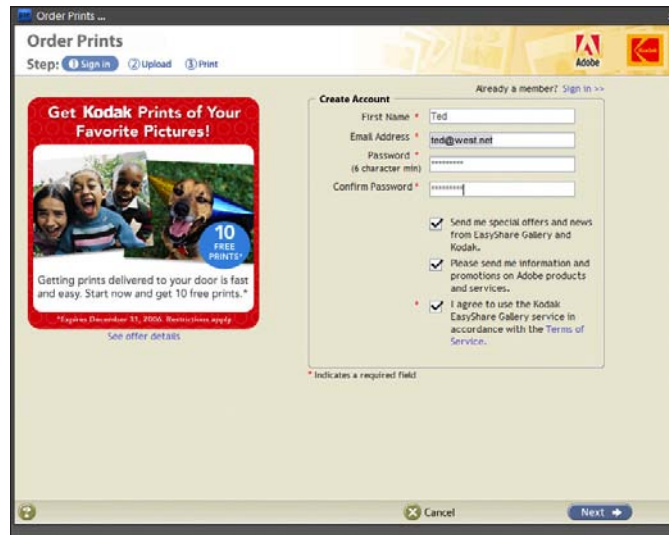 Order Prints ...
Order Prints
Step: 1 Sign in 2 Upload 3 Print
Adobe
Kodak
Already a member? Sign in >>
Get Kodak Prints of Your
Favorite Pictures!
10
FREE
PRINTS*
Getting prints delivered to your door is fast
and easy. Start now and get 10 free prints.*
*Expires December 31, 2006. Restrictions apply
See offer details
Create Account
First Name * Ted
Email Address * ted@west.net
Password * *********
(6 character min)
Confirm Password * *********
Send me special offers and news
from EasyShare Gallery and
Kodak.
Please send me information and
promotions on Adobe products
and services.
* I agree to use the Kodak
EasyShare Gallery service in
accordance with the Terms of
Service.
* Indicates a required field
?
Cancel
Next